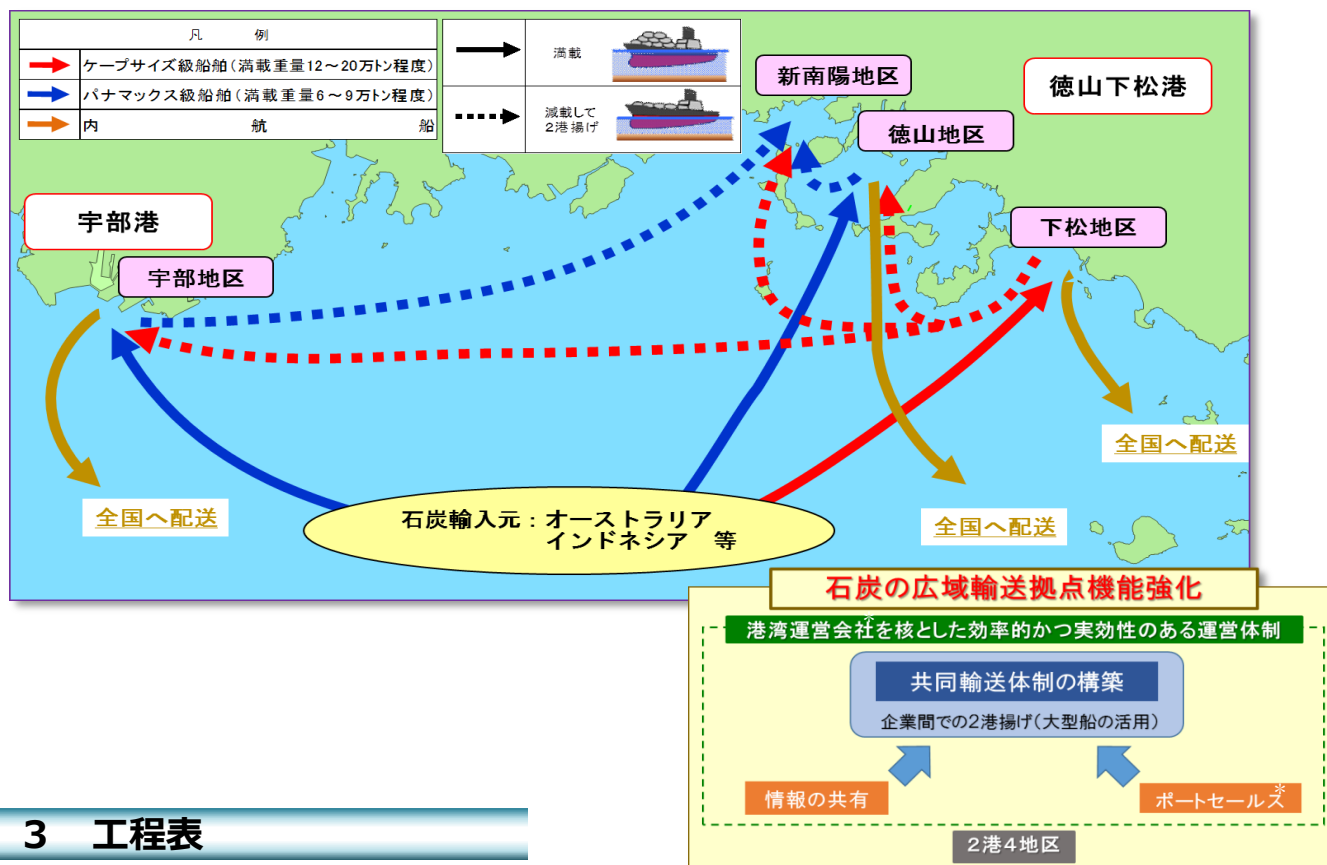 凡 例
ケープサイズ級船舶(満載重量12～20万トン程度)
パナマックス級船舶(満載重量6～9万トン程度)
内 航 船
満載
減載して
2港揚げ
新南陽地区
徳山下松港
徳山地区
下松地区
宇部港
宇部地区
全国へ配送
全国へ配送
全国へ配送
石炭輸入元：オーストラリア
インドネシア 等
石炭の広域輸送拠点機能強化
港湾運営会社*を核とした効率的かつ実効性のある運営体制
共同輸送体制の構築
企業間での2港揚げ(大型船の活用)
情報の共有
ポートセールス*
2港4地区
3 工程表